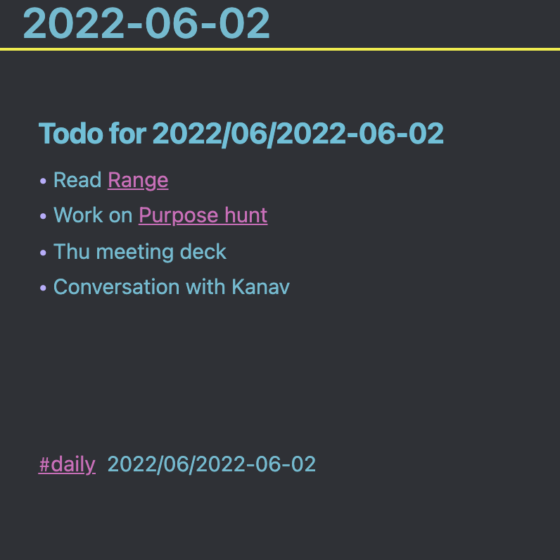 2022-06-02
Todo for 2022/06/2022-06-02
• Read Range
• Work on Purpose hunt
• Thu meeting deck
• Conversation with Kanav
#daily 2022/06/2022-06-02